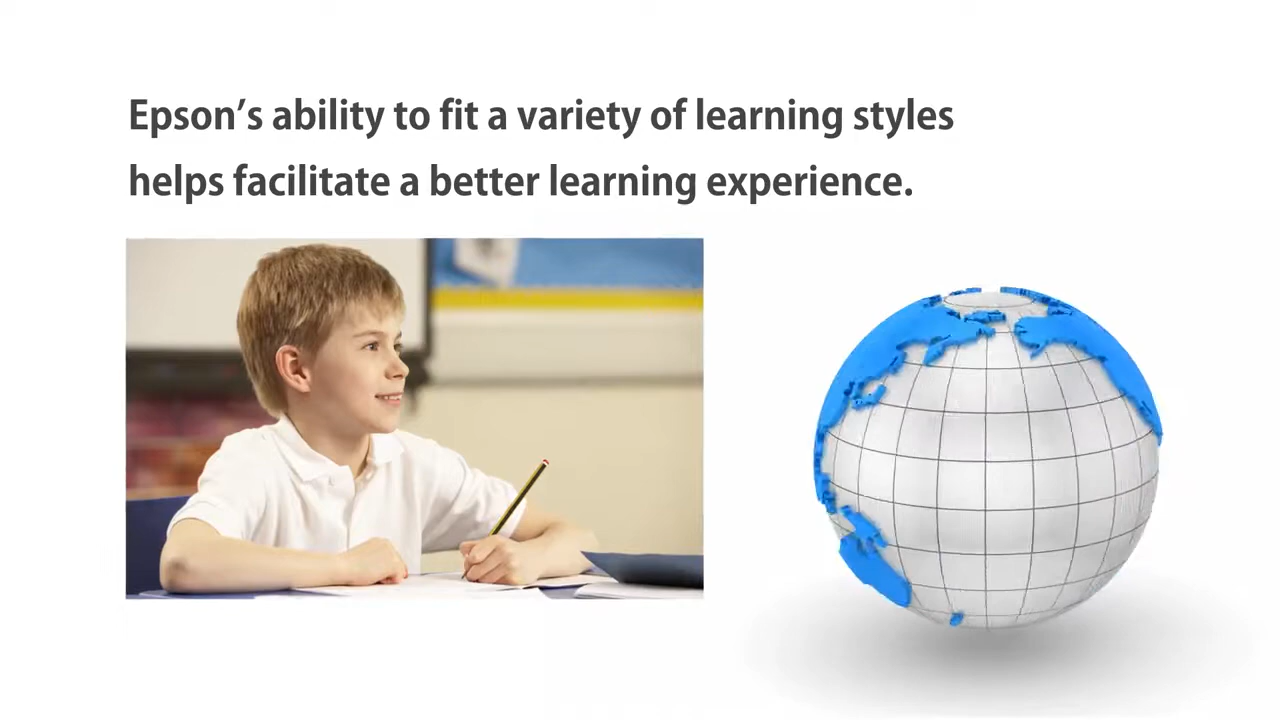 Epson’s ability to fit a variety of learning styles
helps facilitate a better learning experience.